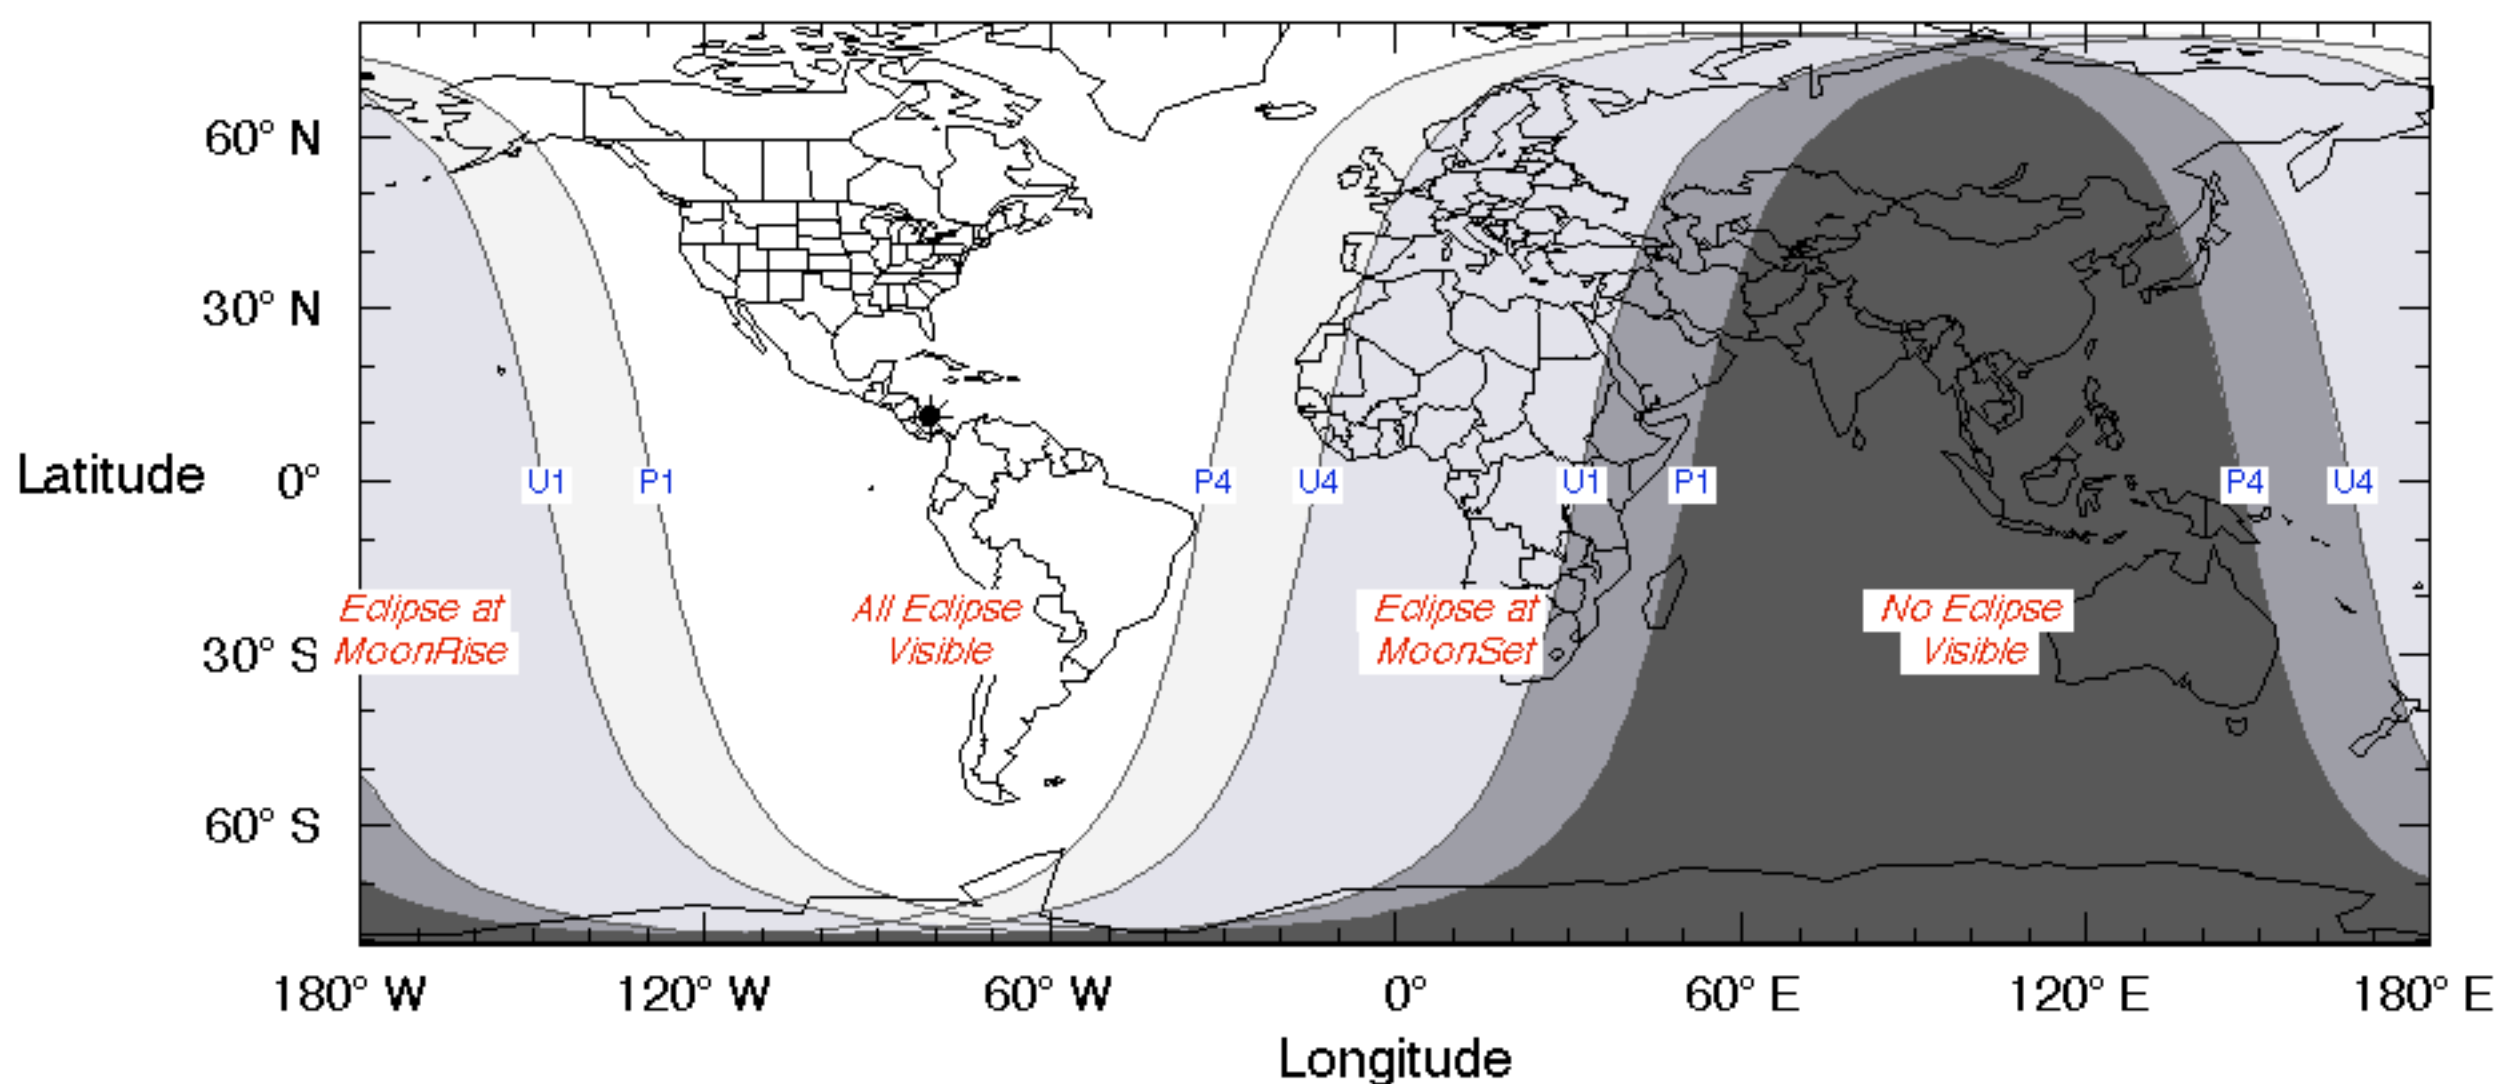 60° N
30° N
Latitude 0°
U1 P1 P4 U4 U1 P1 P4 U4
Eclipse at All Eclipse Eclipse at No Eclipse
30° S MoonRise Visible MoonSet Visible
60° S
180° W 120° W 60° W 0° 60° E 120° E 180° E
Longitude